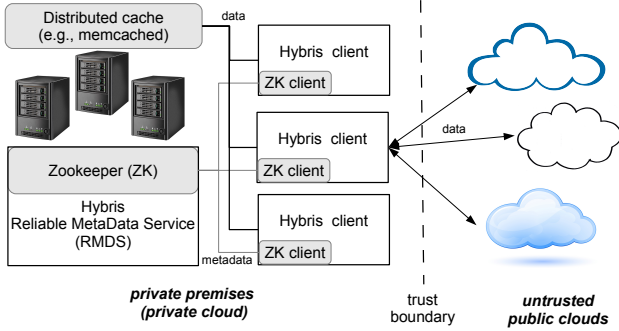 Distributed cache
(e.g., memcached)
data
Hybris client
ZK client
Hybris client
ZK client
data
Zookeeper (ZK)
Hybris
Reliable MetaData Service
(RMDS)
Hybris client
ZK client
metadata
private premises
(private cloud)
trust
boundary
untrusted
public clouds